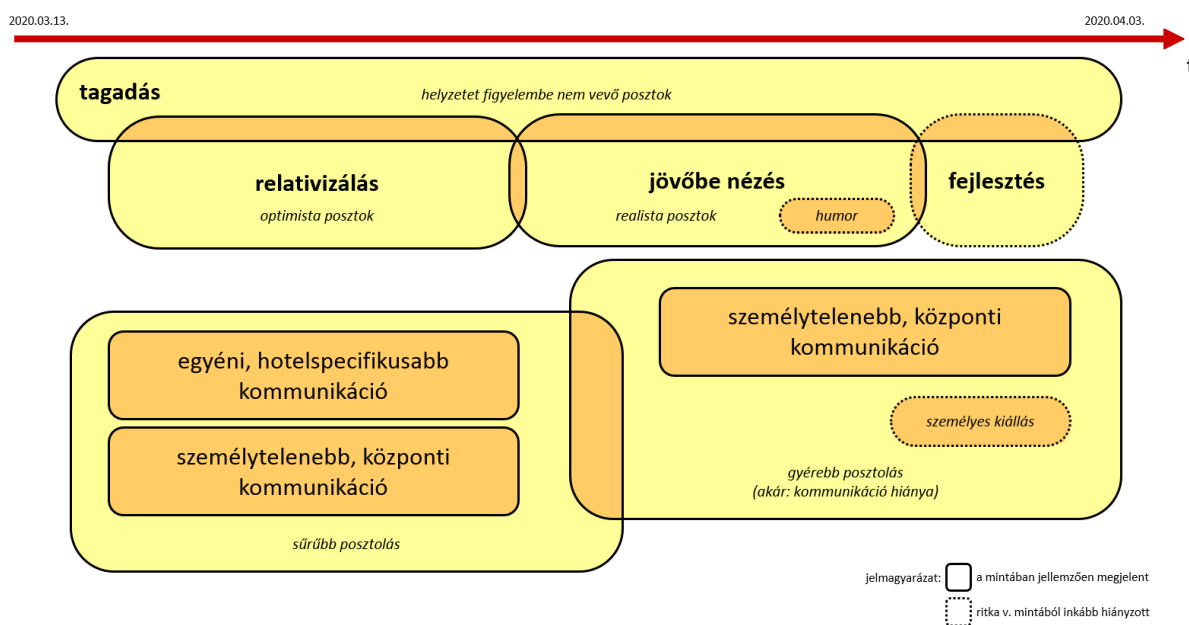 2020.03.13.
2020.04.03.
t
tagadás
helyzetet figyelembe nem vevő posztok
relativizálás
optimista posztok
jövőbe nézés
realista posztok
humor
fejlesztés
egyéni, hotelspecifikusabb
kommunikáció
személytelenebb, központi
kommunikáció
sűrűbb posztolás
személytelenebb, központi
kommunikáció
személyes kiállás
gyérebb posztolás
(akár: kommunikáció hiánya)
jelmagyarázat:
a mintában jellemzően megjelent
ritka v. mintából inkább hiányzott